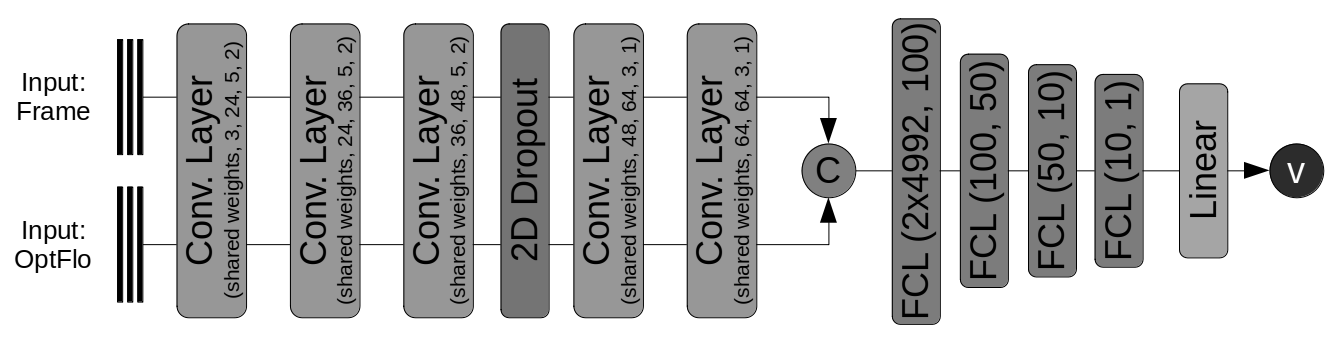 Input:
Frame
Input:
OptFlo
Conv. Layer
(shared weights, 3, 24, 5, 2)
Conv. Layer
(shared weights, 24, 36, 5, 2)
Conv. Layer
(shared weights, 36, 48, 5, 2)
2D Dropout
Conv. Layer
(shared weights, 48, 64, 3, 1)
Conv. Layer
(shared weights, 64, 64, 3, 1)
C
FCL (2x4992, 100)
FCL (100, 50)
FCL (50, 10)
FCL (10, 1)
Linear
v